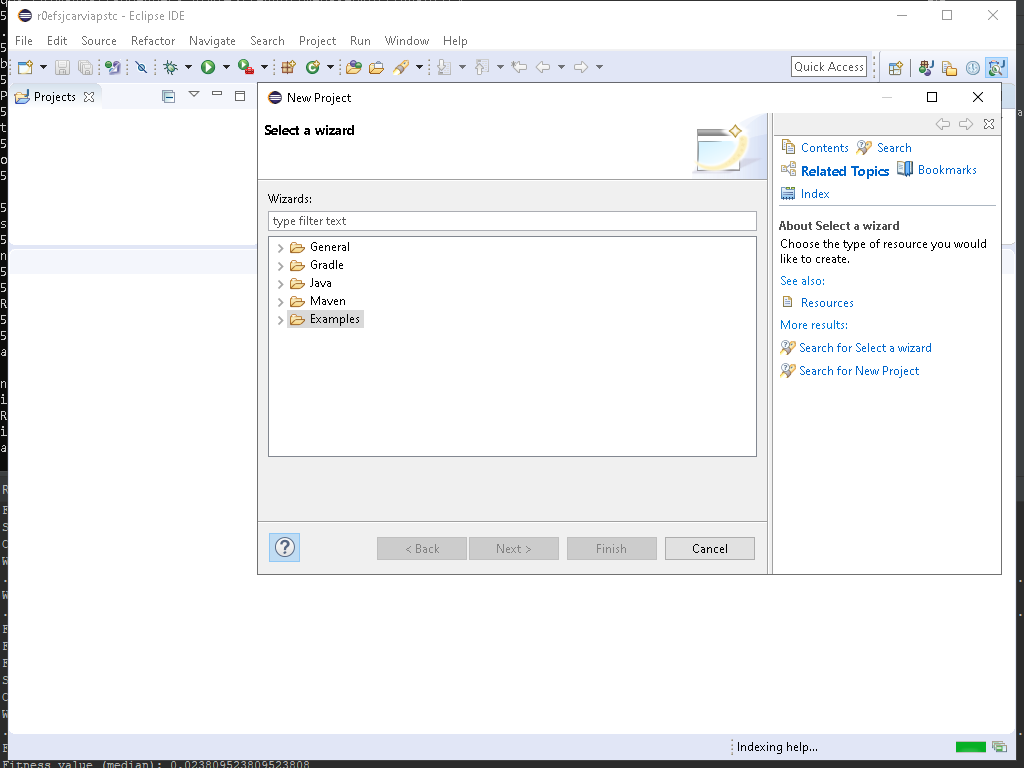 r0efsjcarviapstc - Eclipse IDE
File Edit Source Refactor Navigate Search Project Run Window Help
Quick Access
Projects
New Project
Select a wizard
Wizards:
type filter text
General
Gradle
Java
Maven
Examples
< Back Next > Finish Cancel
Contents Search
Related Topics Bookmarks
Index
About Select a wizard
Choose the type of resource you would
like to create.
See also:
Resources
More results:
Search for Select a wizard
Search for New Project
Indexing help...
Fitness value (median): 0.023809523809523808